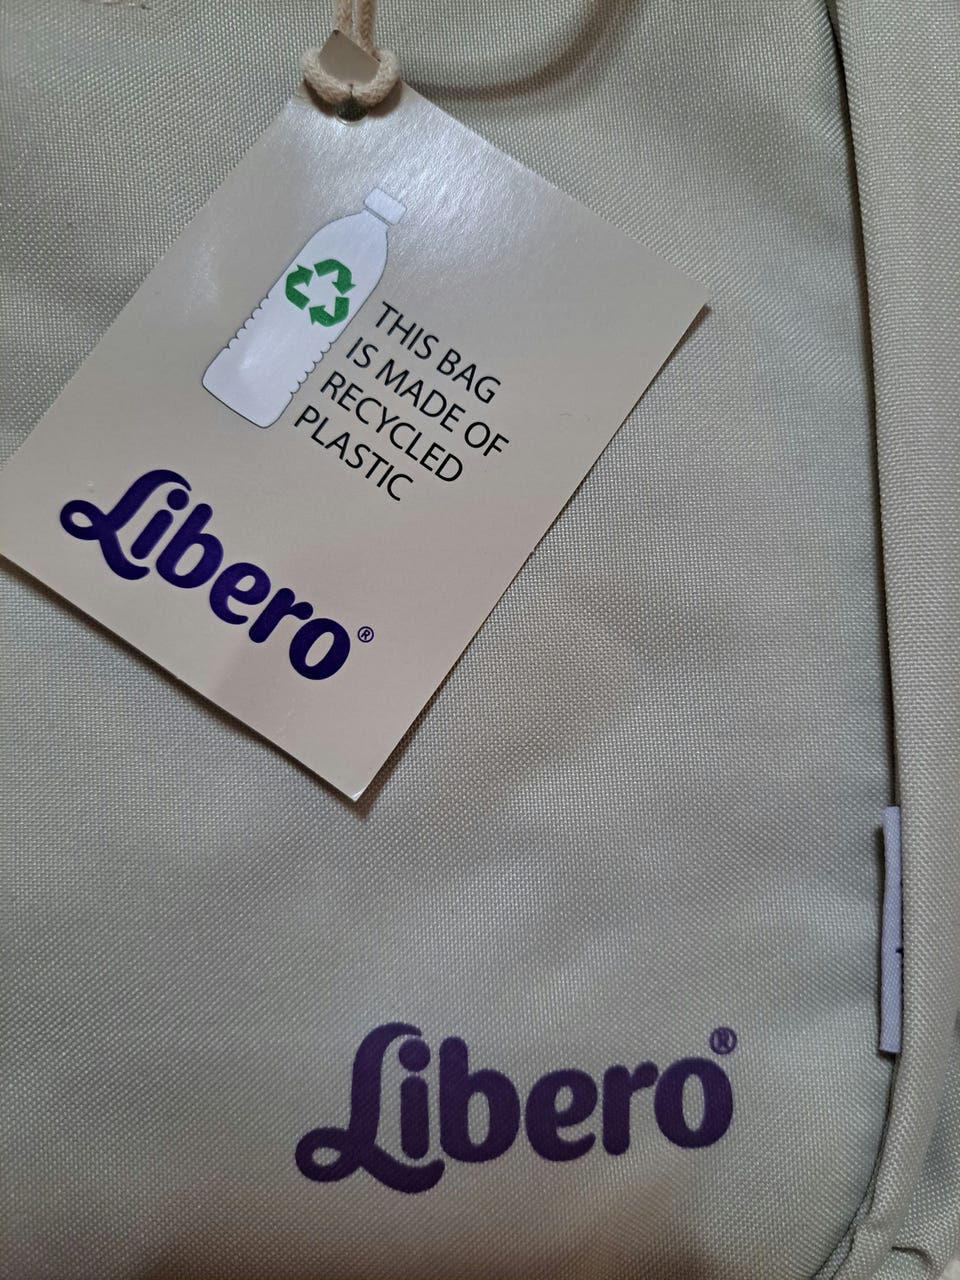 THIS BAG
IS MADE OF
RECYCLED
PLASTIC
Libero®
Libero®